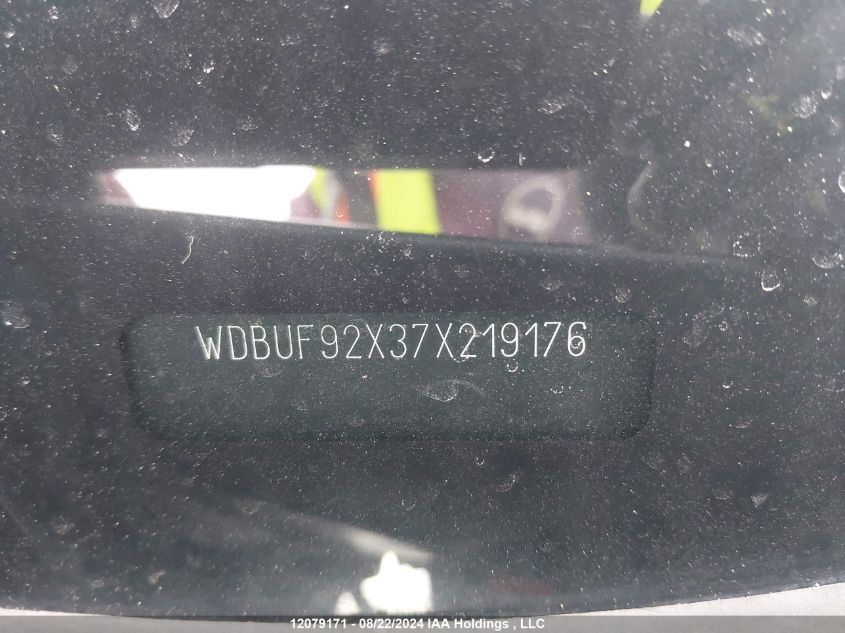 WDBUF92X37X219176
12079171 - 08/22/2024 IAA Holdings , LLC